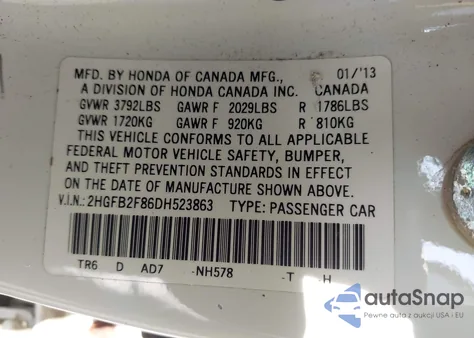 MFD. BY HONDA OF CANADA MFG., 01/'13
A DIVISION OF HONDA CANADA INC. CANADA
GVWR 3792LBS GAWR F 2029LBS R 1786LBS
GVWR 1720KG GAWR F 920KG R 810KG
THIS VEHICLE CONFORMS TO ALL APPLICABLE
FEDERAL MOTOR VEHICLE SAFETY, BUMPER,
AND THEFT PREVENTION STANDARDS IN EFFECT
ON THE DATE OF MANUFACTURE SHOWN ABOVE.
V.I.N.: 2HGFB2F86DH523863 TYPE: PASSENGER CAR
TR6 D AD7 -NH578 -T H
autoSnap
Pewne auta z aukcji USA i EU